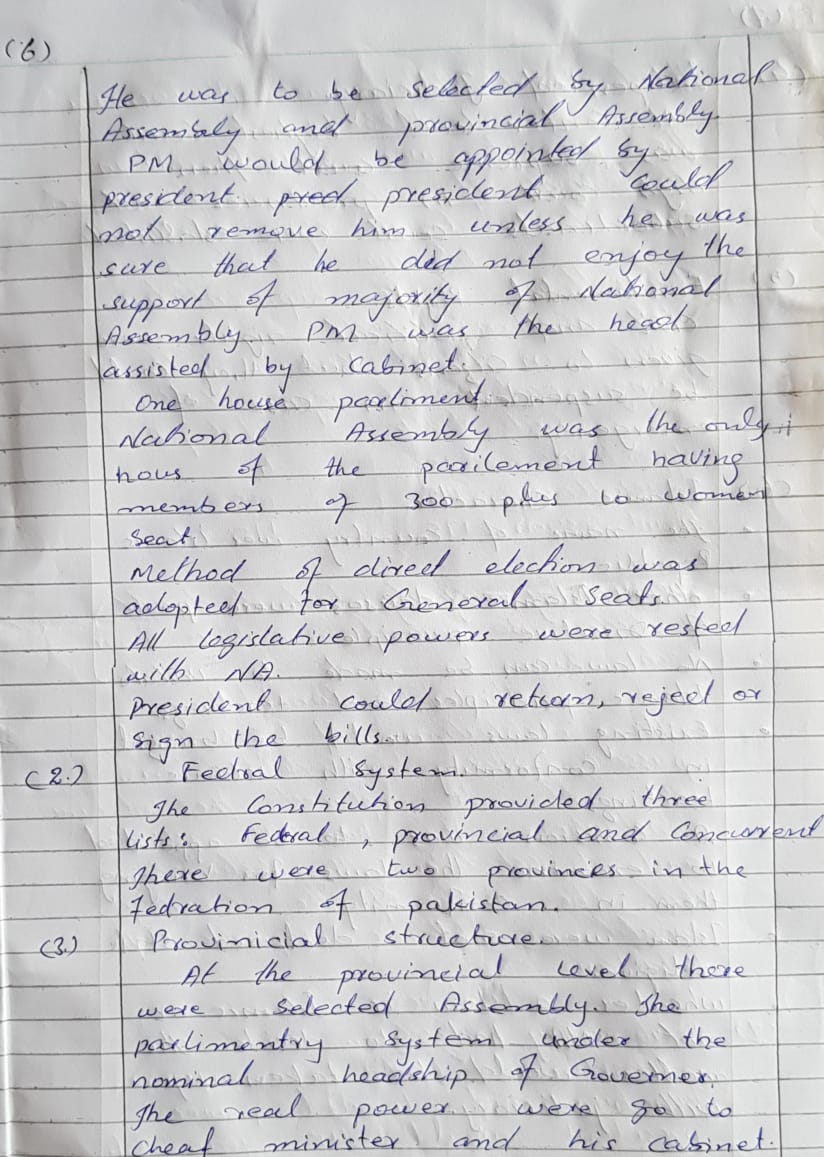 (6)
He was to be selected by National
Assembaly and provincial Assembly
PM would be appointed by
president pred president could
not remove him unless he was
sure that he did not enjoy the
support of majority of National
Assembly. PM was the head
assisted by Cabinet.
One house parliment.
National Assembly was the only
hous of the parilement having
members of 300 plus 10 women
seat.
Method of direct election was
adopted for General Seats.
All legislative powers were rested
with NA.
President could return, reject or
sign the bills.
(2.) Fedral System.
The Constitution provided three
lists: Federal, provincial and Concurrent
There were two provinces in the
fedration of pakistan.
(3.) Provinicial structure.
At the provincial level there
were selected Assembly. The
parlimentry system under the
nominal headship of Governer.
The real power were go to
Cheaf minister and his cabinet.